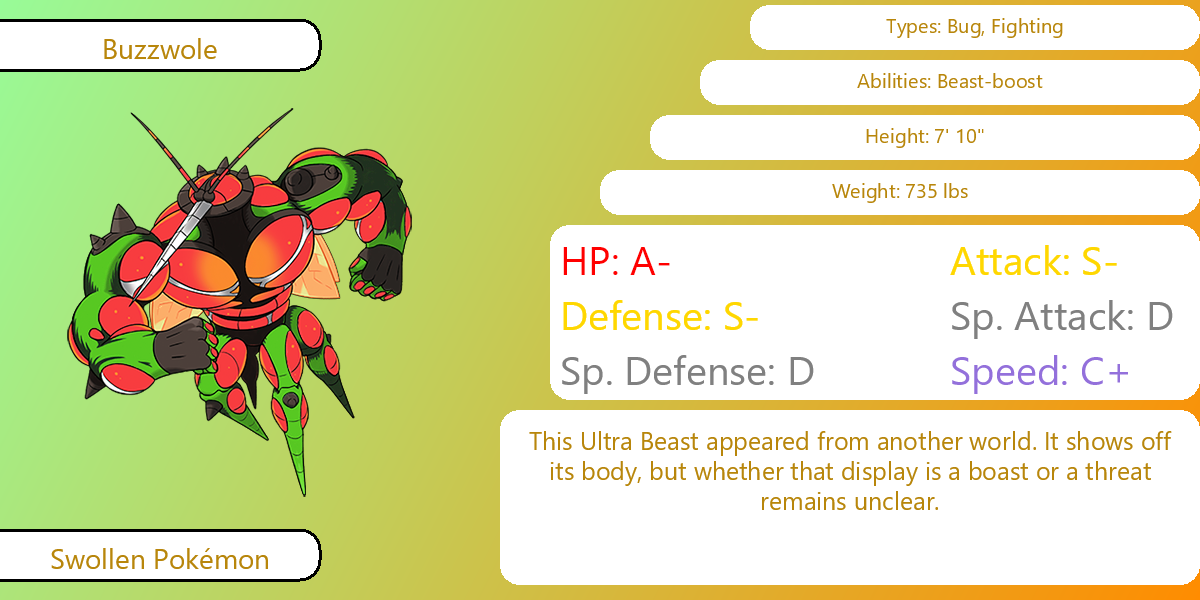 Buzzwole
Types: Bug, Fighting
Abilities: Beast-boost
Height: 7' 10"
Weight: 735 lbs
HP: A-
Attack: S-
Defense: S-
Sp. Attack: D
Sp. Defense: D
Speed: C+
This Ultra Beast appeared from another world. It shows off
its body, but whether that display is a boast or a threat
remains unclear.
Swollen Pokémon